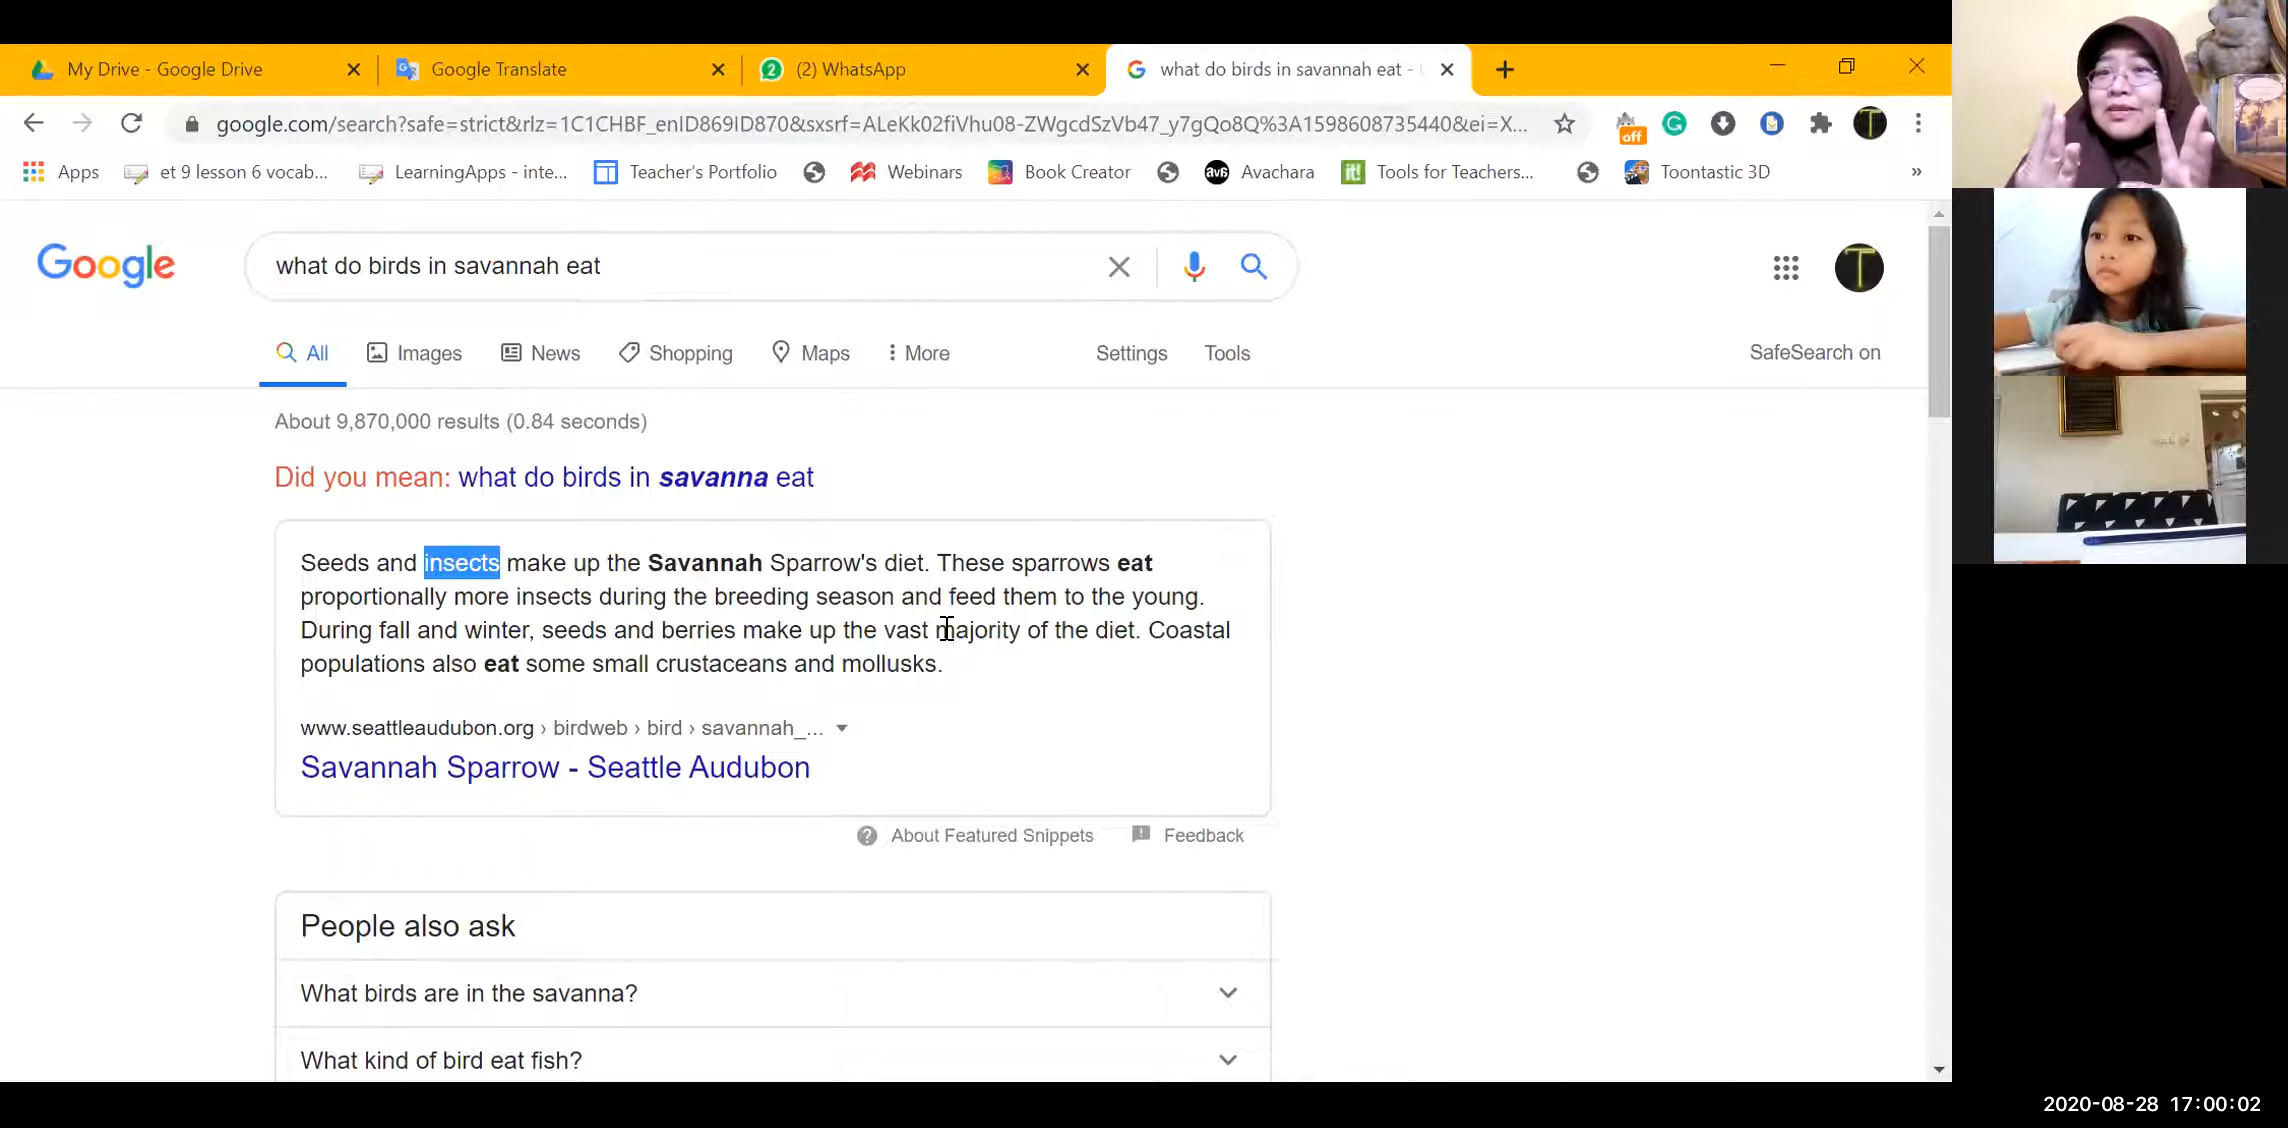 My Drive - Google Drive
Google Translate
2 (2) WhatsApp
what do birds in savannah eat -
google.com/search?safe=strict&rlz=1C1CHBF_enID869ID870&sxsrf=ALeKk02fiVhu08-ZWgcdSzVb47_y7gQo8Q%3A1598608735440&ei=X...
off
Apps
et 9 lesson 6 vocab...
LearningApps - inte...
Teacher's Portfolio
Webinars
Book Creator
Avachara
it! Tools for Teachers...
Toontastic 3D
»
Google
what do birds in savannah eat
T
All
Images
News
Shopping
Maps
More
Settings
Tools
SafeSearch on
About 9,870,000 results (0.84 seconds)
Did you mean: what do birds in savanna eat
Seeds and insects make up the Savannah Sparrow's diet. These sparrows eat
proportionally more insects during the breeding season and feed them to the young.
During fall and winter, seeds and berries make up the vast majority of the diet. Coastal
populations also eat some small crustaceans and mollusks.
www.seattleaudubon.org › birdweb › bird › savannah_...
Savannah Sparrow - Seattle Audubon
About Featured Snippets
Feedback
People also ask
What birds are in the savanna?
What kind of bird eat fish?
2020-08-28 17:00:02